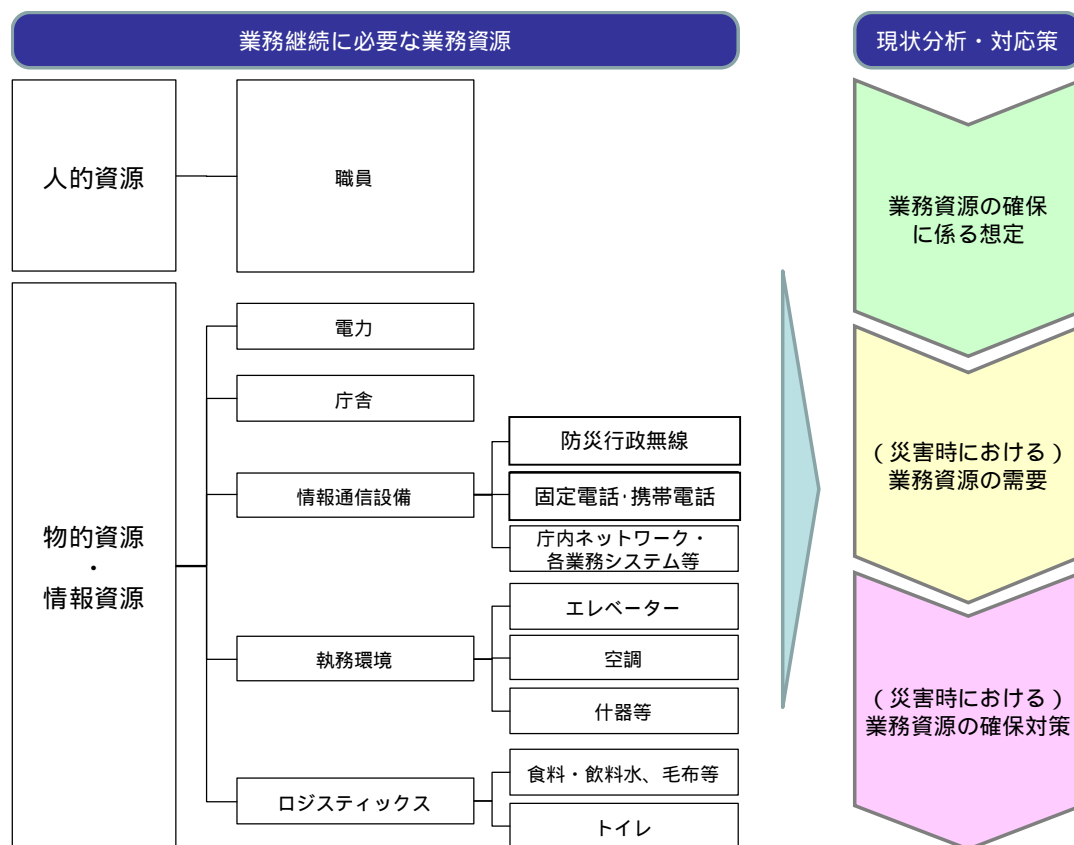 業務継続に必要な業務資源
現状分析・対応策
人的資源
職員
物的資源
・
情報資源
電力
庁舎
情報通信設備
防災行政無線
固定電話・携帯電話
庁内ネットワーク・
各業務システム等
執務環境
エレベーター
空調
什器等
ロジスティックス
食料・飲料水、毛布等
トイレ
業務資源の確保
に係る想定
(災害時における)
業務資源の需要
(災害時における)
業務資源の確保対策